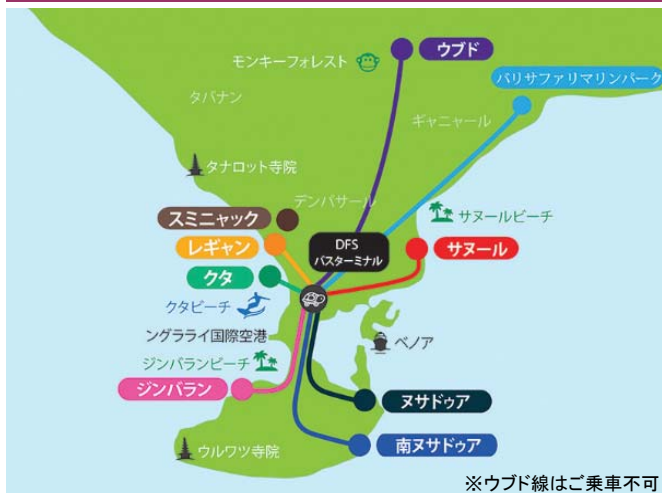 ウブド
モンキーフォレスト
バリサファリマリンパーク
タバナン
ギャニャール
タナロット寺院
デンパサール
スミニャック
サヌールビーチ
レギャン
DFS
バスターミナル
サヌール
クタ
クタビーチ
ングラライ国際空港
ベノア
ジンバランビーチ
ジンバラン
ヌサドゥア
南ヌサドゥア
ウルワツ寺院
※ウブド線はご乗車不可